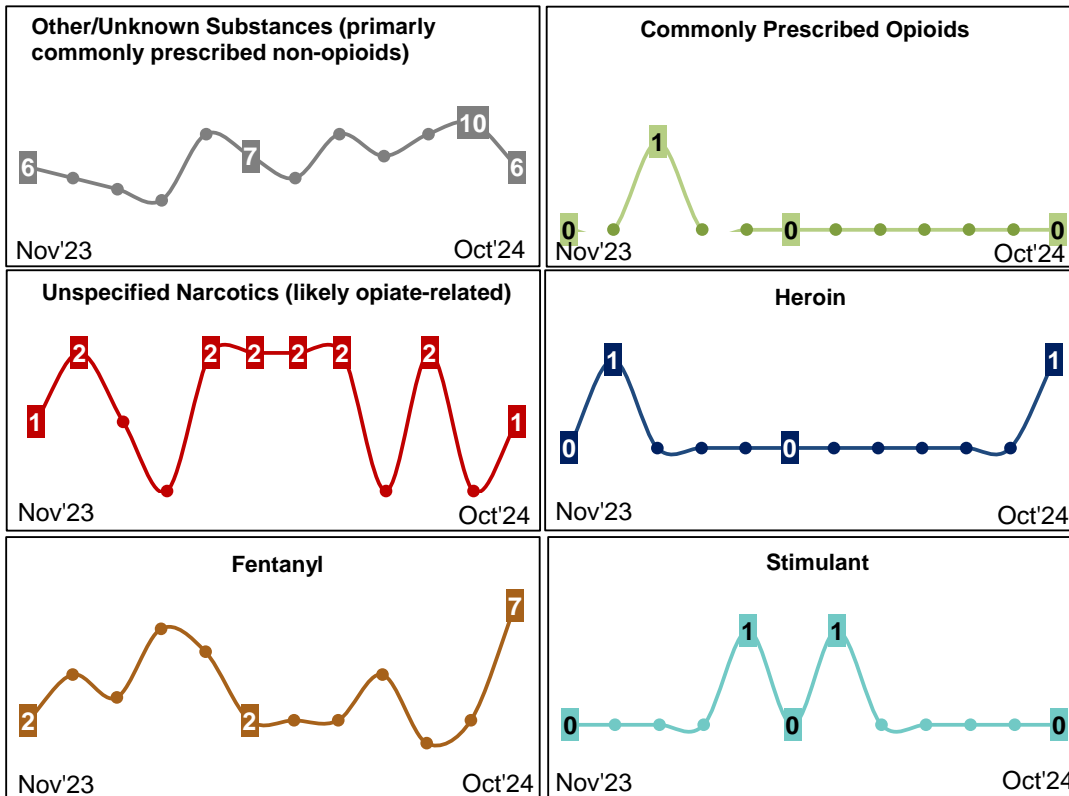 Other/Unknown Substances (primarly
commonly prescribed non-opioids)
6
7
10
6
Nov'23
Oct'24
Commonly Prescribed Opioids
0
1
0
0
Nov'23
Oct'24
Unspecified Narcotics (likely opiate-related)
1
2
2
2
2
2
2
1
Nov'23
Oct'24
Heroin
0
1
0
1
Nov'23
Oct'24
Fentanyl
2
2
7
Nov'23
Oct'24
Stimulant
0
1
0
1
0
Nov'23
Oct'24